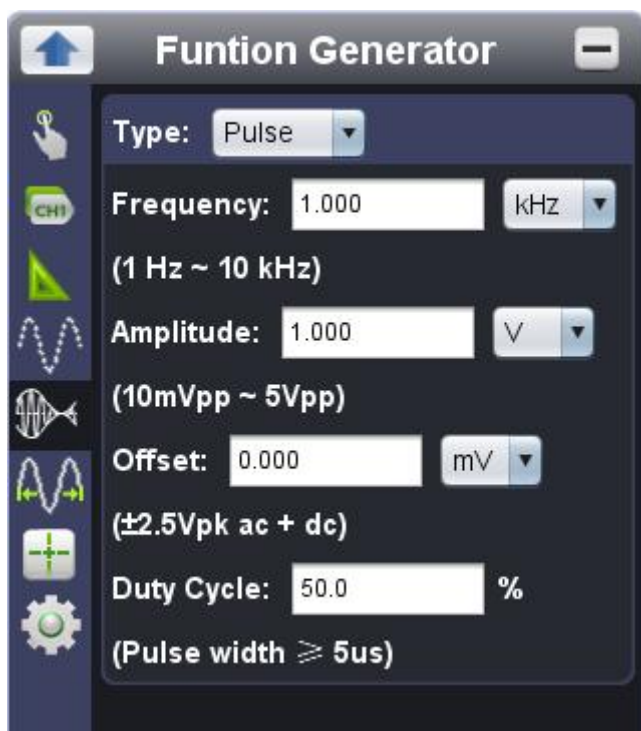 Funtion Generator
Type: Pulse
CH1
Frequency: 1.000 kHz
(1 Hz ~ 10 kHz)
Amplitude: 1.000 V
(10mVpp ~ 5Vpp)
Offset: 0.000 mV
(±2.5Vpk ac + dc)
Duty Cycle: 50.0 %
(Pulse width ⩾ 5us)